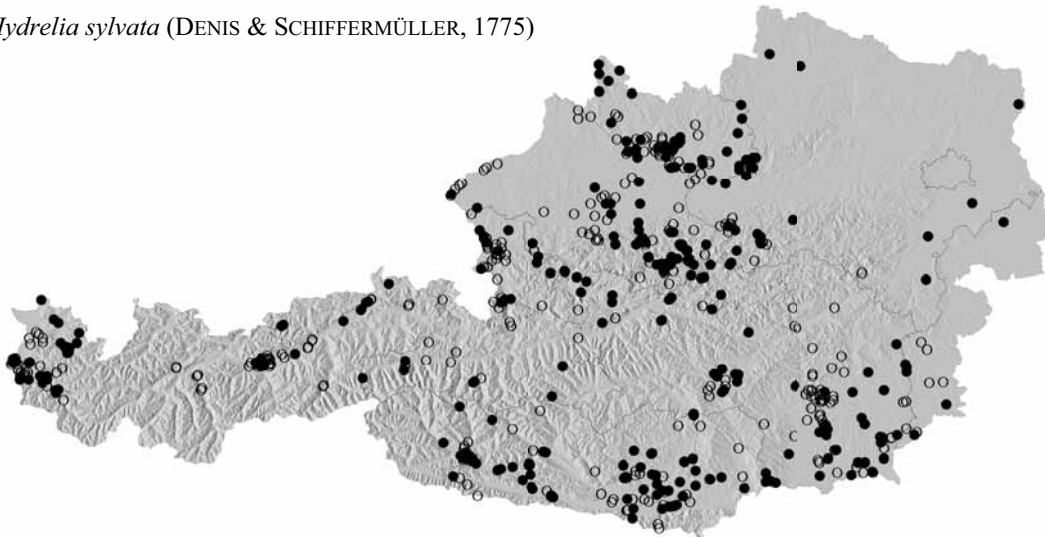 ydrelia sylvata (DENIS & SCHIFFERMÜLLER, 1775)